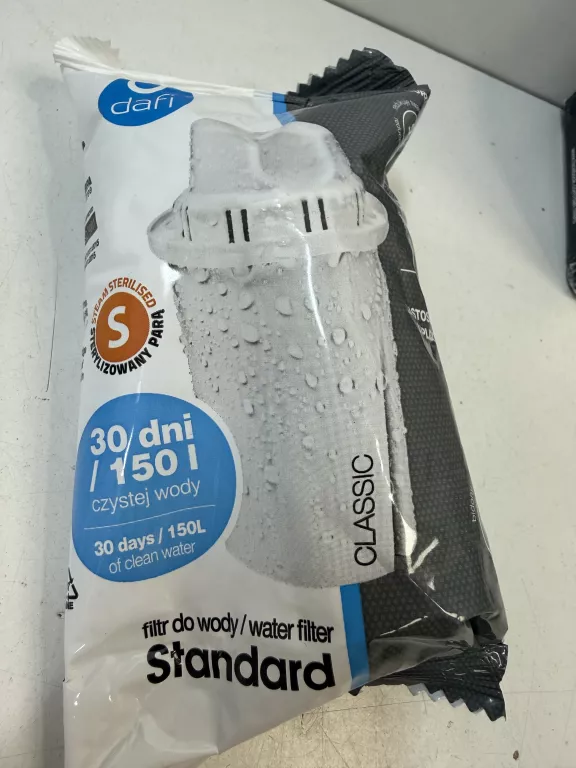 dafi
STEAM STERILISED
S
STERYLIZOWANY PARĄ
30 dni
/ 150 l
czystej wody
30 days / 150L
of clean water
CLASSIC
filtr do wody / water filter
Standard